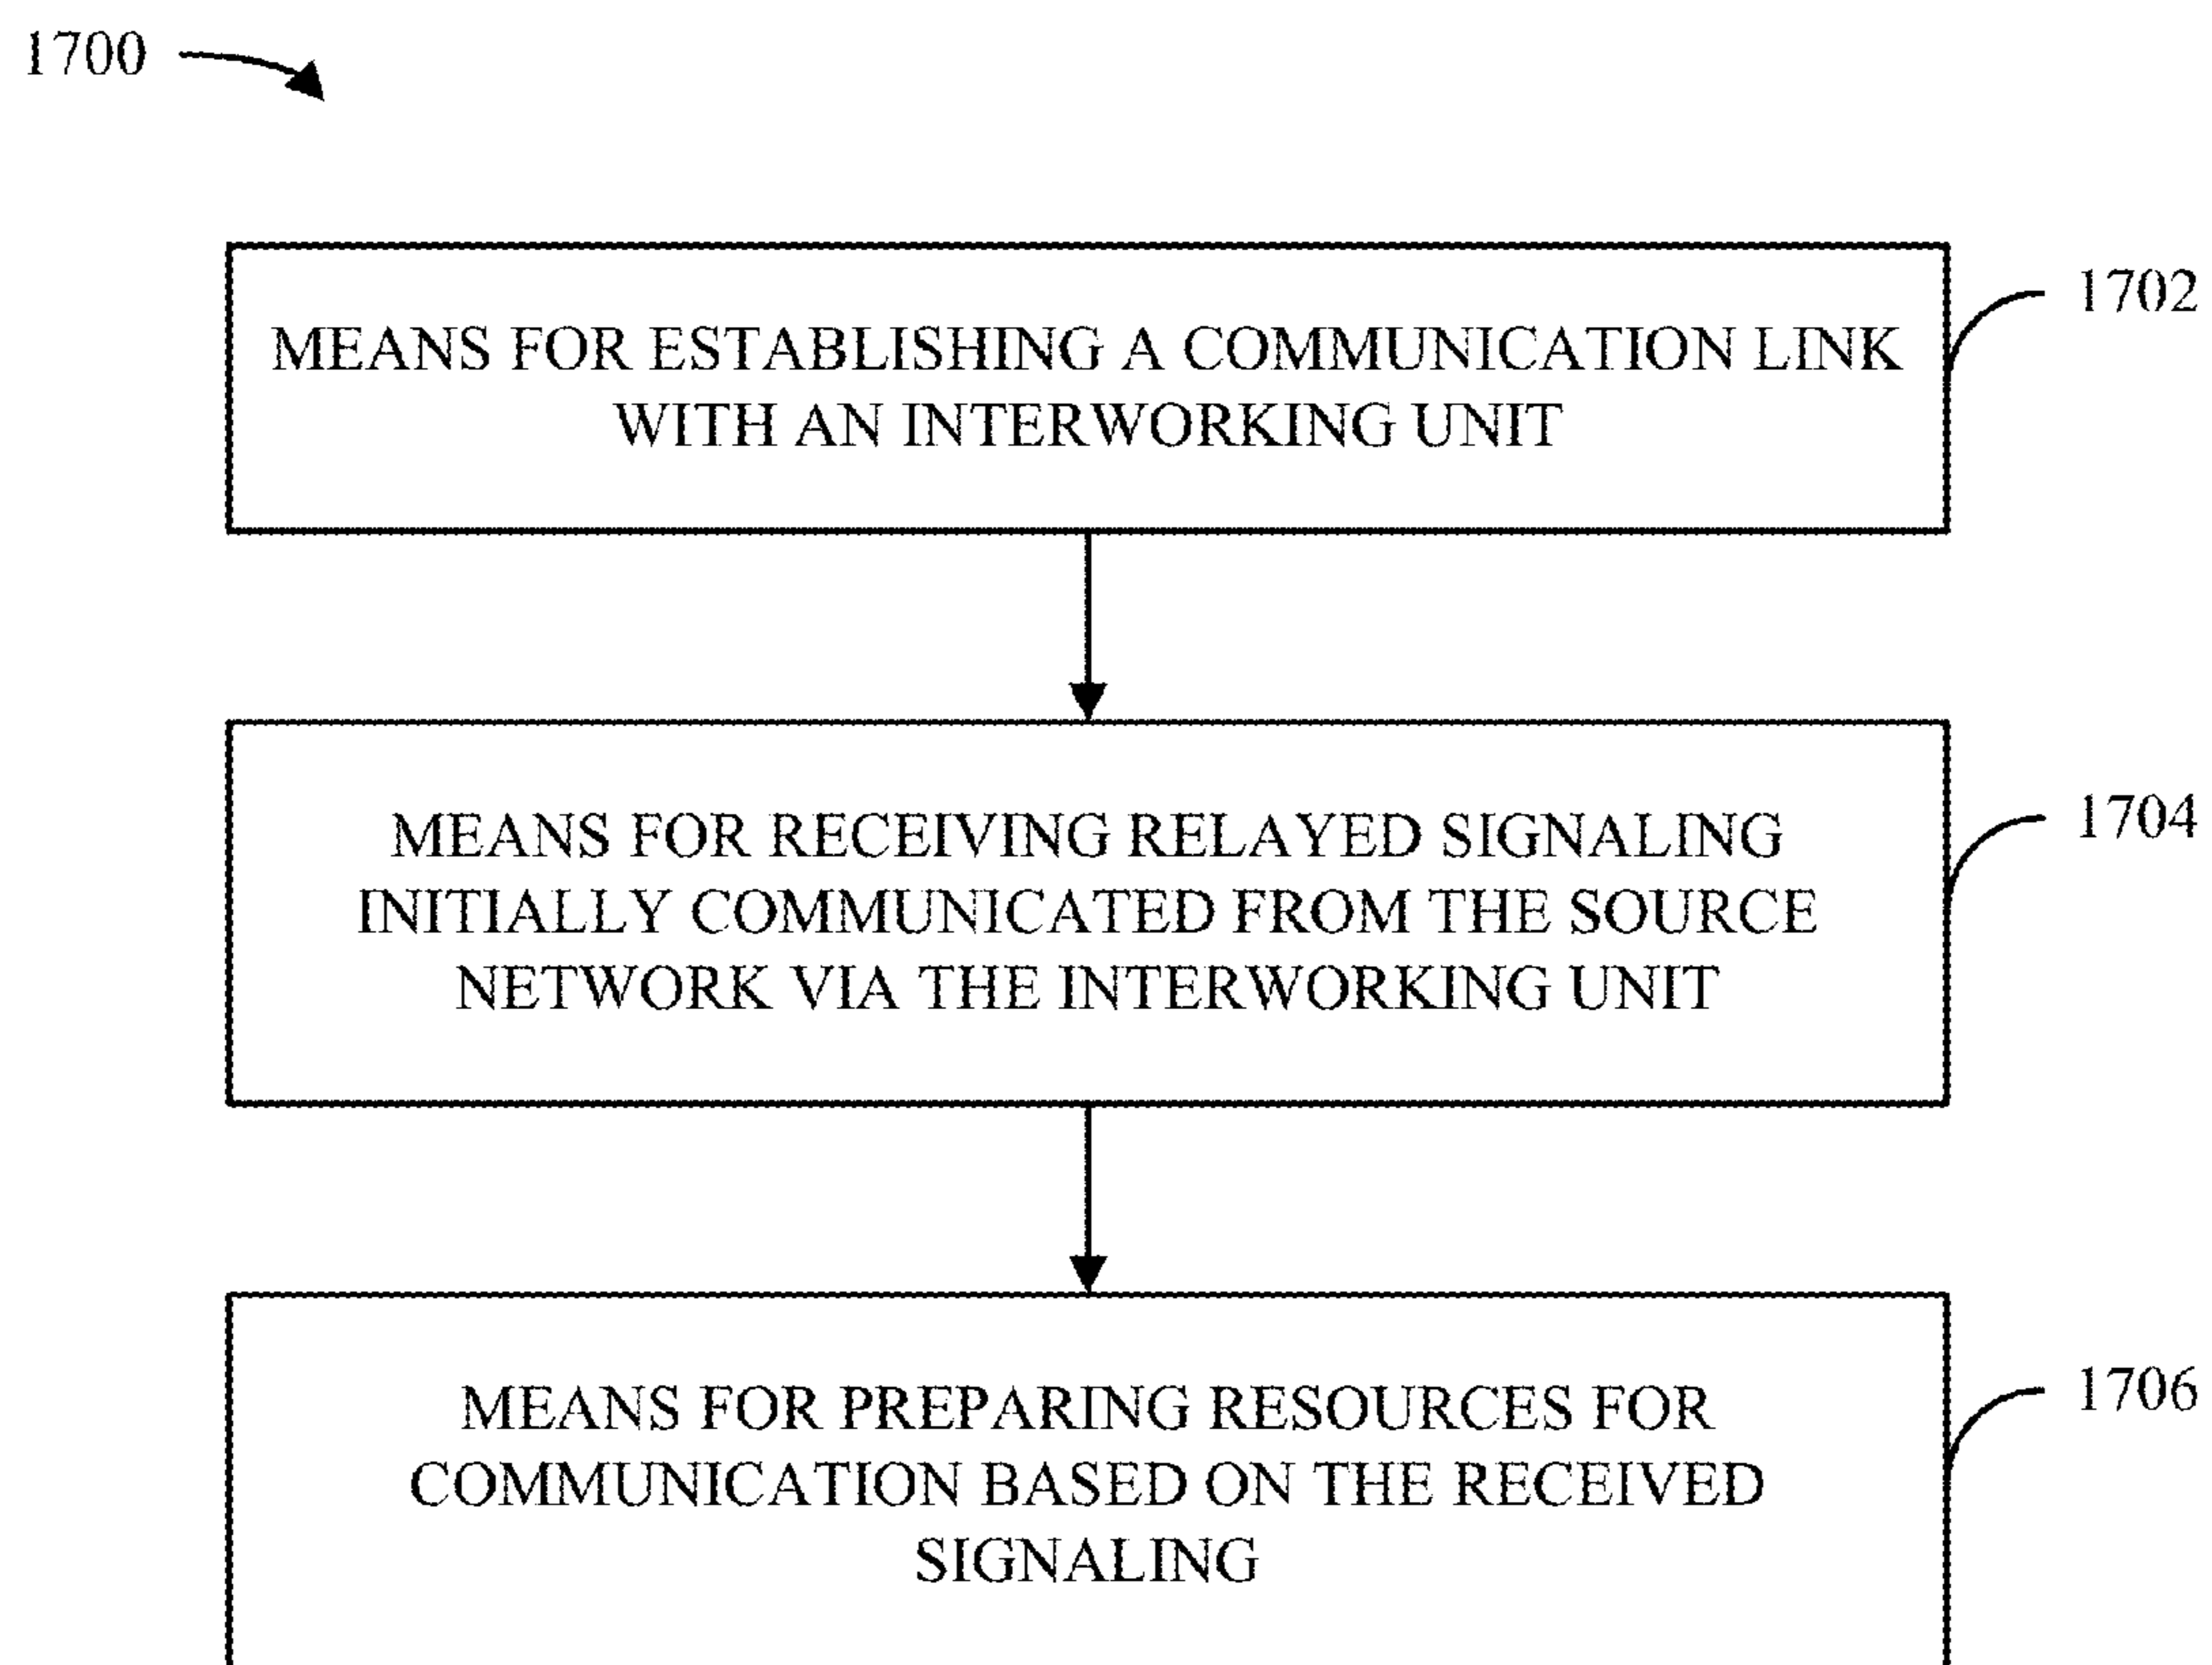 1700
1702
MEANS FOR ESTABLISHING A COMMUNICATION LINK
WITH AN INTERWORKING UNIT
1704
MEANS FOR RECEIVING RELAYED SIGNALING
INITIALLY COMMUNICATED FROM THE SOURCE
NETWORK VIA THE INTERWORKING UNIT
1706
MEANS FOR PREPARING RESOURCES FOR
COMMUNICATION BASED ON THE RECEIVED
SIGNALING